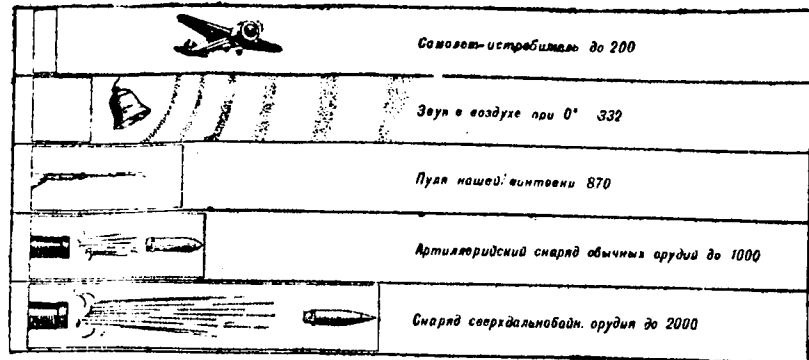 Самолет-истребитель до 200
Звук в воздухе при 0° 332
Пуля нашей винтовки 870
Артиллерийский снаряд обычных орудий до 1000
Снаряд сверхдальнобойн. орудия до 2000